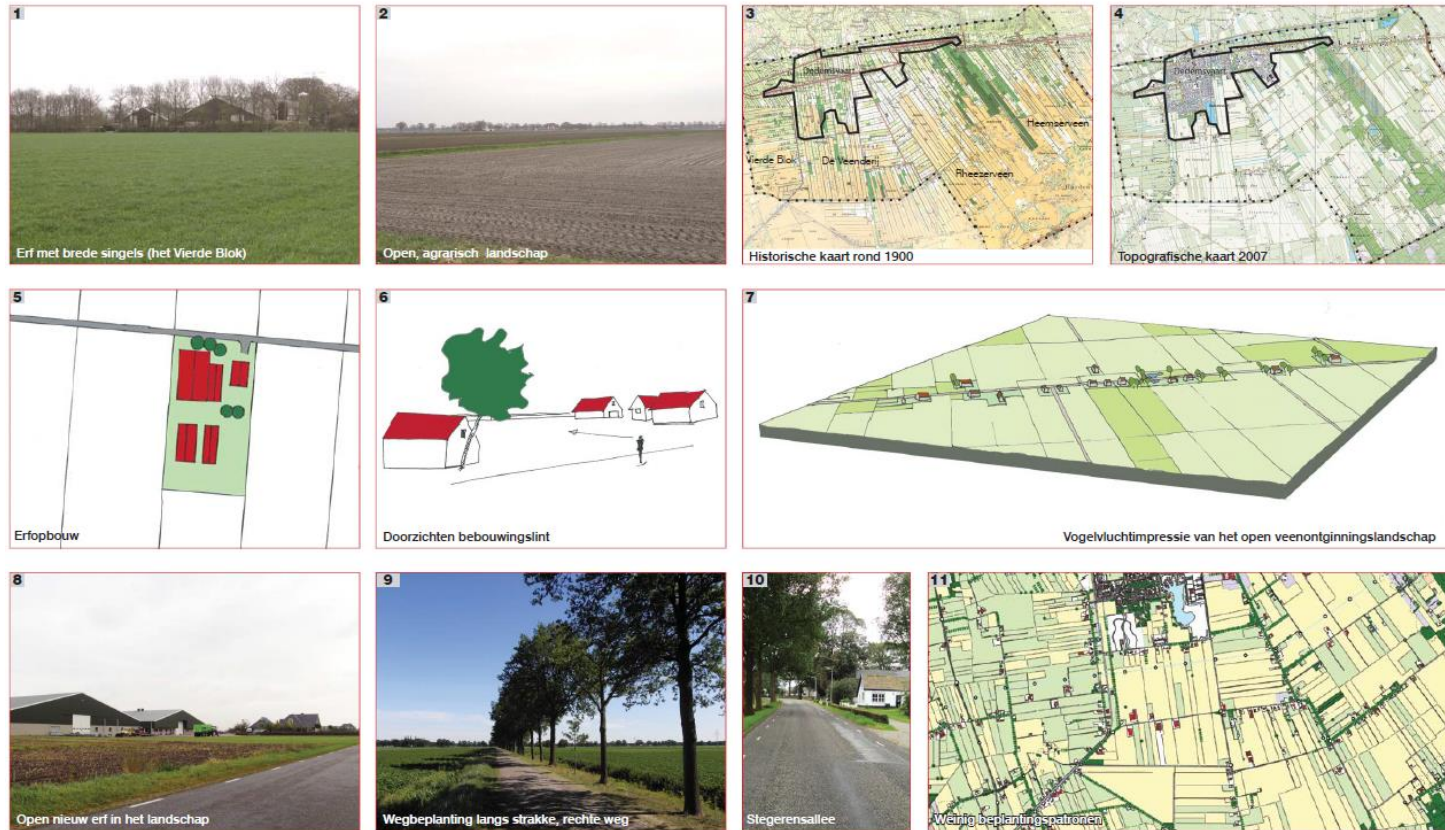 1
Erf met brede singels (het Vierde Blok)
2
Open, agrarisch landschap
3
Dedemsvaart
Heemserveen
Vierde Blok
De Veenderij
Rheezerveen
Historische kaart rond 1900
4
Dedemsvaart
Topografische kaart 2007
5
Erfopbouw
6
Doorzichten bebouwingslint
7
Vogelvluchtimpressie van het open veenontginningslandschap
8
Open nieuw erf in het landschap
9
Wegbeplanting langs strakke, rechte weg
10
Stegerensallee
11
Weinig beplantingspatronen